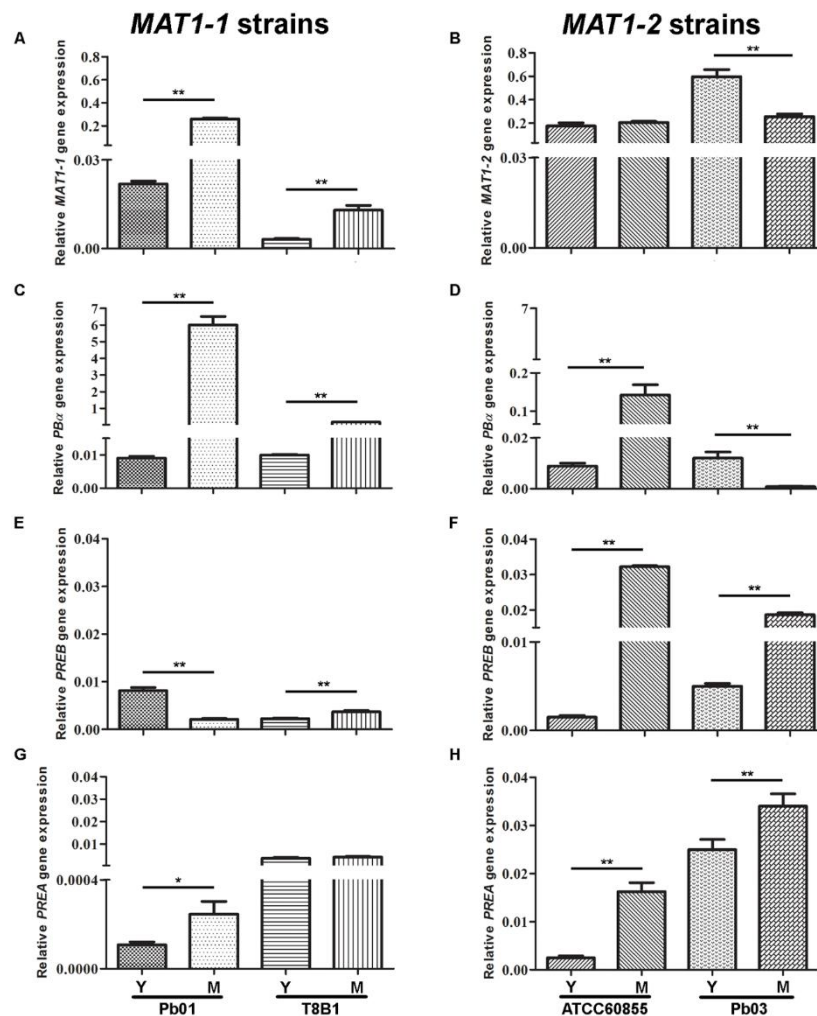 MAT1-1 strains
MAT1-2 strains
A
Relative MAT1-1 gene expression
0.8
0.6
0.4
0.2
0.03
0.00
**
**
B
Relative MAT1-2 gene expression
0.8
0.6
0.4
0.2
0.03
0.00
**
C
Relative PBα gene expression
7
6
5
4
3
2
1
0.01
0.00
**
**
D
Relative PBα gene expression
7
0.2
0.1
0.02
0.01
0.00
**
**
E
Relative PREB gene expression
0.04
0.03
0.02
0.01
0.00
**
**
F
Relative PREB gene expression
0.04
0.03
0.02
0.01
0.00
**
**
G
Relative PREA gene expression
0.04
0.03
0.02
0.01
0.0004
0.0000
*
Y M Y M
Pb01 T8B1
H
Relative PREA gene expression
0.04
0.03
0.02
0.01
0.00
**
**
Y M Y M
ATCC60855 Pb03